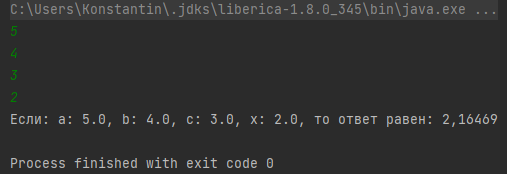 C:\Users\Konstantin\.jdks\liberica-1.8.0_345\bin\java.exe ...
5
4
3
2
Если: a: 5.0, b: 4.0, c: 3.0, x: 2.0, то ответ равен: 2,16469
Process finished with exit code 0